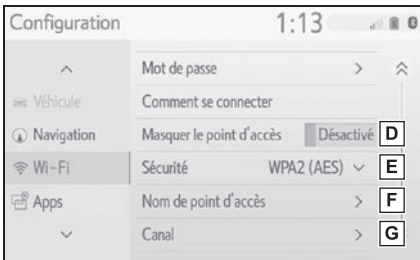 Configuration 1:13
Mot de passe
Véhicule Comment se connecter
Navigation Masquer le point d'accès Désactivé D
Wi-Fi Sécurité WPA2 (AES) E
Apps Nom de point d'accès F
Canal G